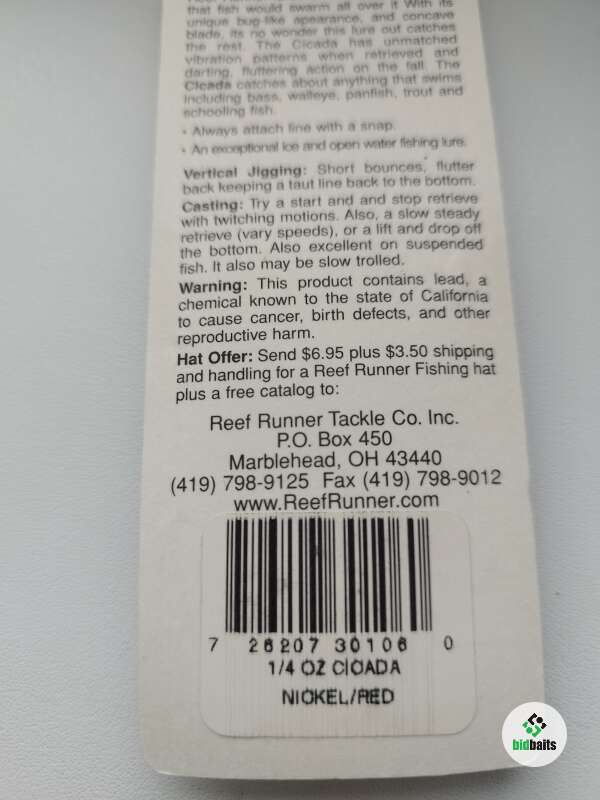 that fish would swarm all over it With its
unique bug-like apearance, and concave
blade, its no wonder this lure out catches
the rest. The Cicada has unmatched
vibration patterns when retrieved and
darting, fluttering action on the fall. The
Cicada catches about anything that swims
including bass, walleye, panfish, trout and
schooling fish.
• Always attach line with a snap.
• An exceptional ice and open water fishing lure.
Vertical Jigging: Short bounces, flutter
back keeping a taut line back to the bottom.
Casting: Try a start and and stop retrieve
with twitching motions. Also, a slow steady
retrieve (vary speeds), or a lift and drop off
the bottom. Also excellent on suspended
fish. It also may be slow trolled.
Warning: This product contains lead, a
chemical known to the state of California
to cause cancer, birth defects, and other
reproductive harm.
Hat Offer: Send $6.95 plus $3.50 shipping
and handling for a Reef Runner Fishing hat
plus a free catalog to:
Reef Runner Tackle Co. Inc.
P.O. Box 450
Marblehead, OH 43440
(419) 798-9125 Fax (419) 798-9012
www.ReefRunner.com
7 26207 30106 0
1/4 OZ CICADA
NICKEL/RED
bidbaits